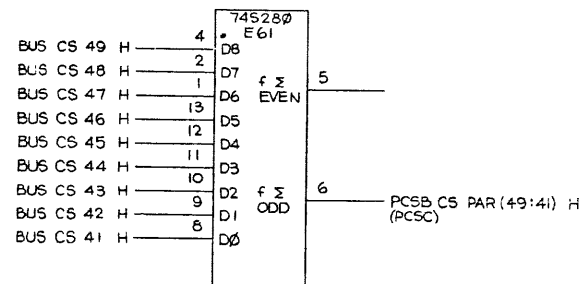 74S28Ø
E61
BUS CS 49 H 4 D8
BUS CS 48 H 2 D7
BUS CS 47 H 1 D6
BUS CS 46 H 13 D5
BUS CS 45 H 12 D4
BUS CS 44 H 11 D3
BUS CS 43 H 10 D2
BUS CS 42 H 9 D1
BUS CS 41 H 8 DØ
f Σ 5
EVEN
f Σ 6
ODD
PCSB CS PAR (49:41) H
(PCSC)